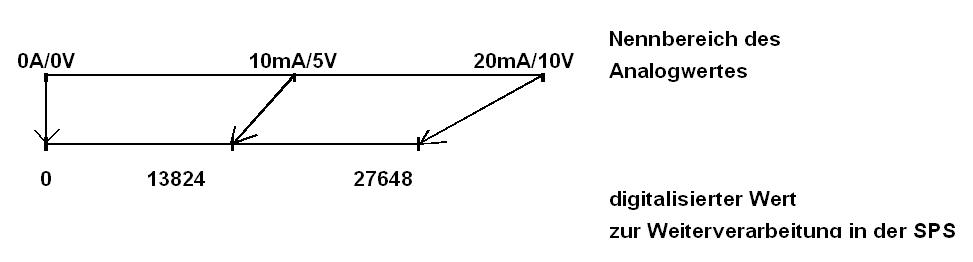 Nennbereich des
Analogwertes
0A/0V 10mA/5V 20mA/10V
0 13824 27648
digitalisierter Wert
zur Weiterverarbeitung in der SPS